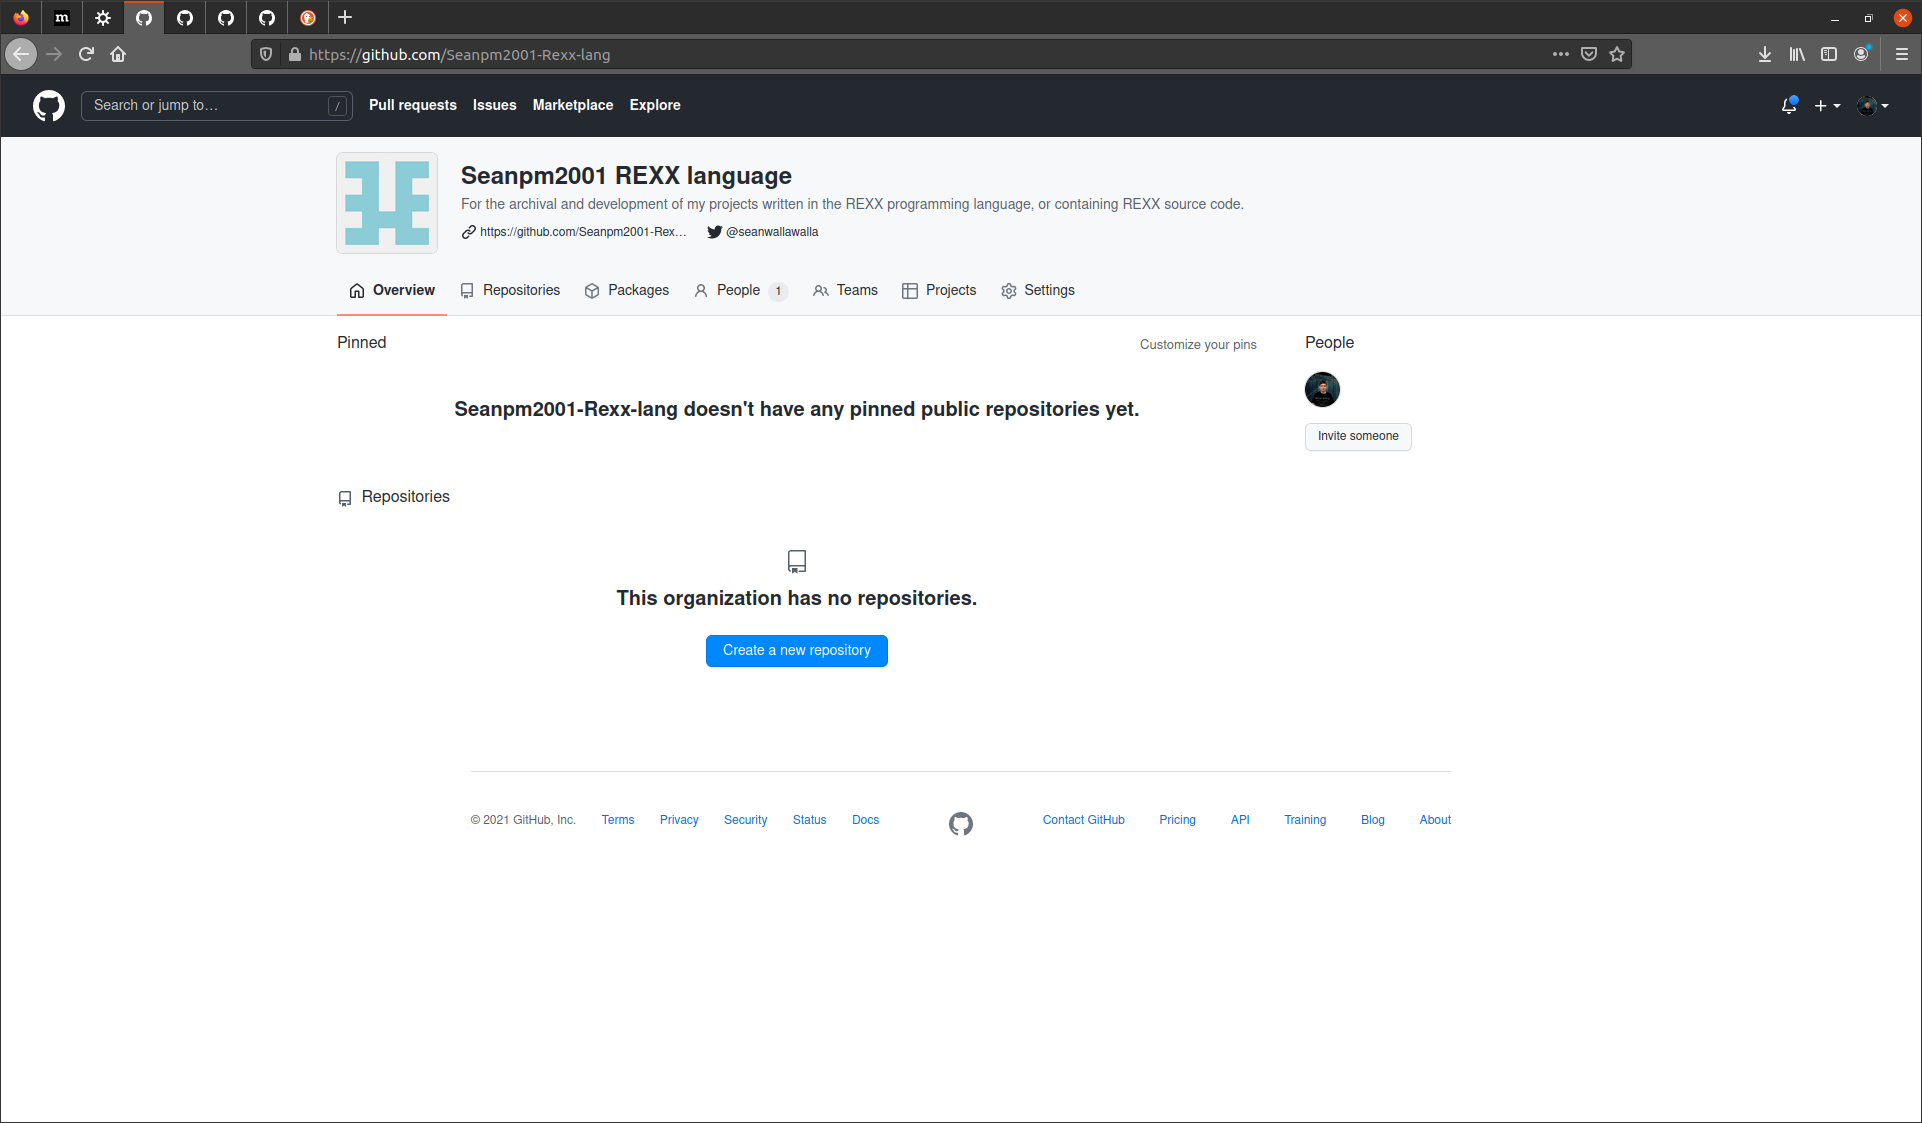 m
https://github.com/Seanpm2001-Rexx-lang
Search or jump to…
/
Pull requests
Issues
Marketplace
Explore
Seanpm2001 REXX language
For the archival and development of my projects written in the REXX programming language, or containing REXX source code.
https://github.com/Seanpm2001-Rex…
@seanwallawalla
Overview
Repositories
Packages
People 1
Teams
Projects
Settings
Pinned
Customize your pins
People
Seanpm2001-Rexx-lang doesn't have any pinned public repositories yet.
Invite someone
Repositories
This organization has no repositories.
Create a new repository
© 2021 GitHub, Inc.
Terms
Privacy
Security
Status
Docs
Contact GitHub
Pricing
API
Training
Blog
About